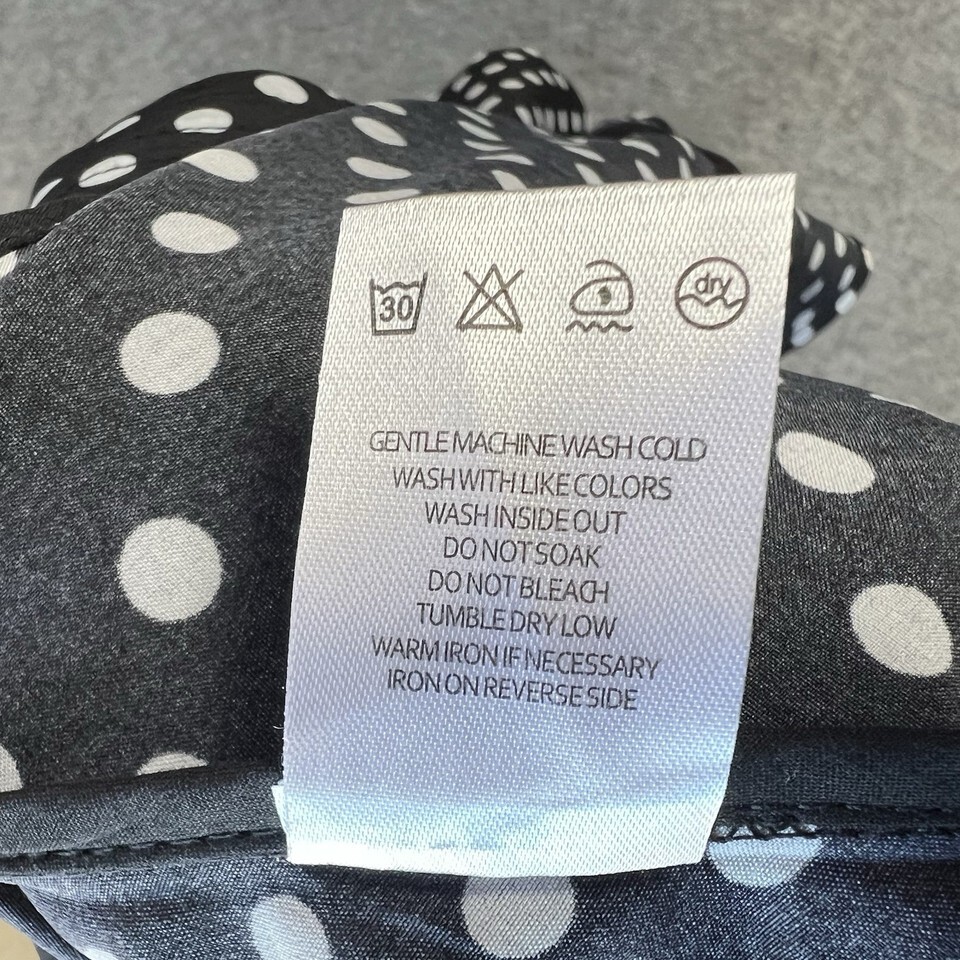 30 dry
GENTLE MACHINE WASH COLD
WASH WITH LIKE COLORS
WASH INSIDE OUT
DO NOT SOAK
DO NOT BLEACH
TUMBLE DRY LOW
WARM IRON IF NECESSARY
IRON ON REVERSE SIDE